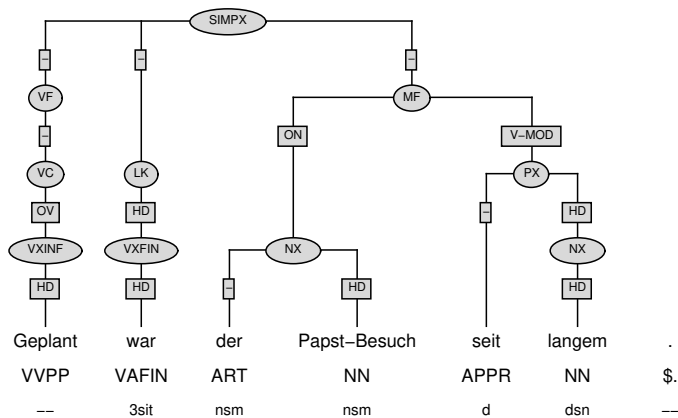 SIMPX
– – –
VF MF
– ON V–MOD
VC LK PX
OV HD – HD
VXINF VXFIN NX NX
HD HD – HD HD
Geplant war der Papst–Besuch seit langem .
VVPP VAFIN ART NN APPR NN $.
–– 3sit nsm nsm d dsn ––